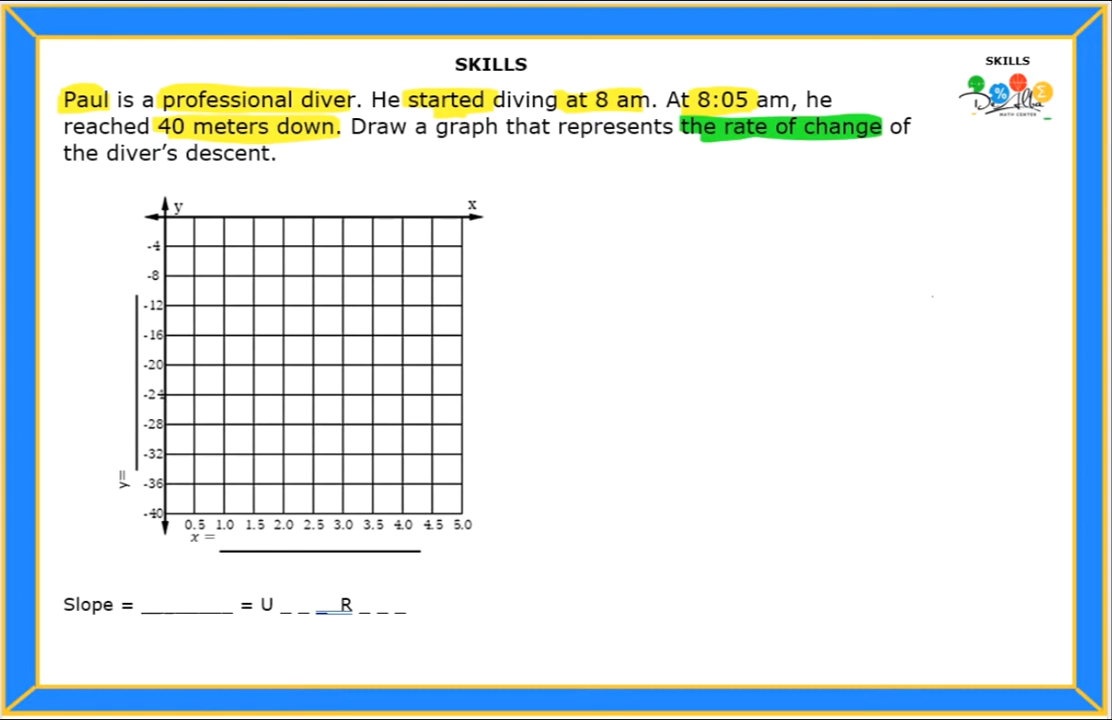 SKILLS
SKILLS
Paul is a professional diver. He started diving at 8 am. At 8:05 am, he
reached 40 meters down. Draw a graph that represents the rate of change of
the diver's descent.
MATH CENTER
y
x
-4
-8
-12
-16
-20
-24
-28
-32
-36
-40
y=
0.5 1.0 1.5 2.0 2.5 3.0 3.5 4.0 4.5 5.0
x =
Slope = ________ = U _ _ _ R _ _ _